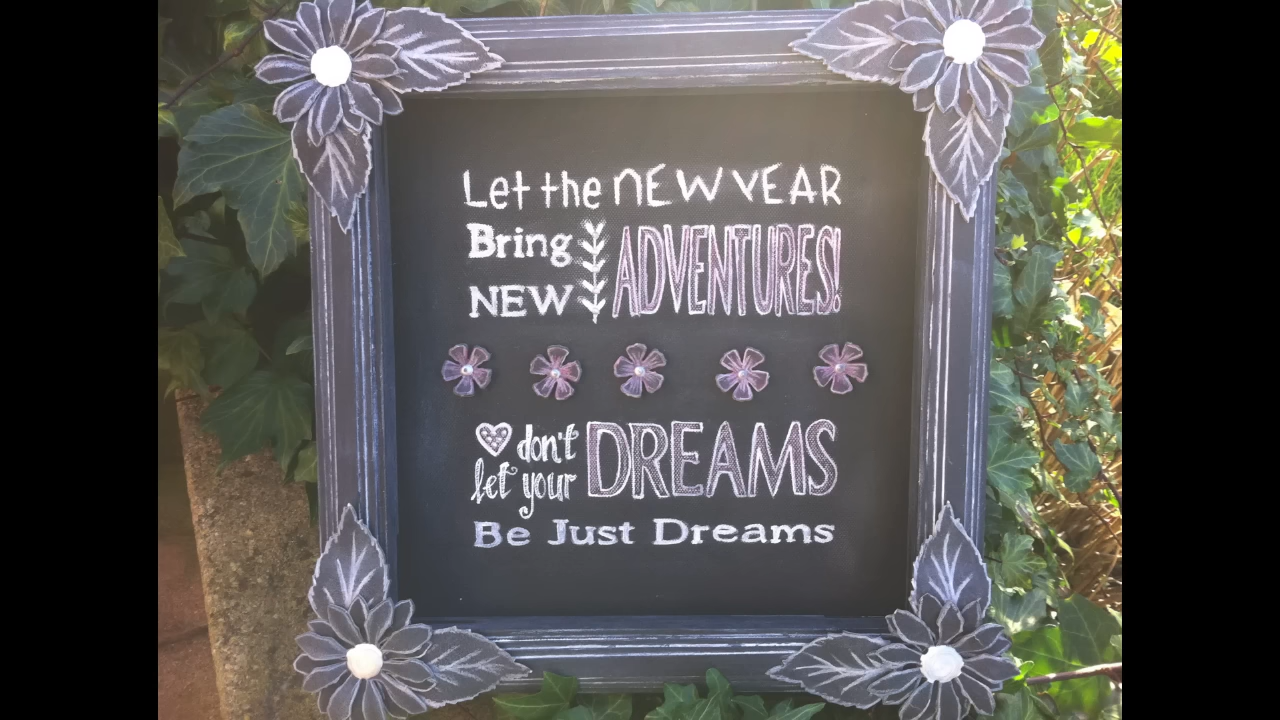 Let the NEW YEAR
Bring
NEW
ADVENTURES!
don't
let your
DREAMS
Be Just Dreams